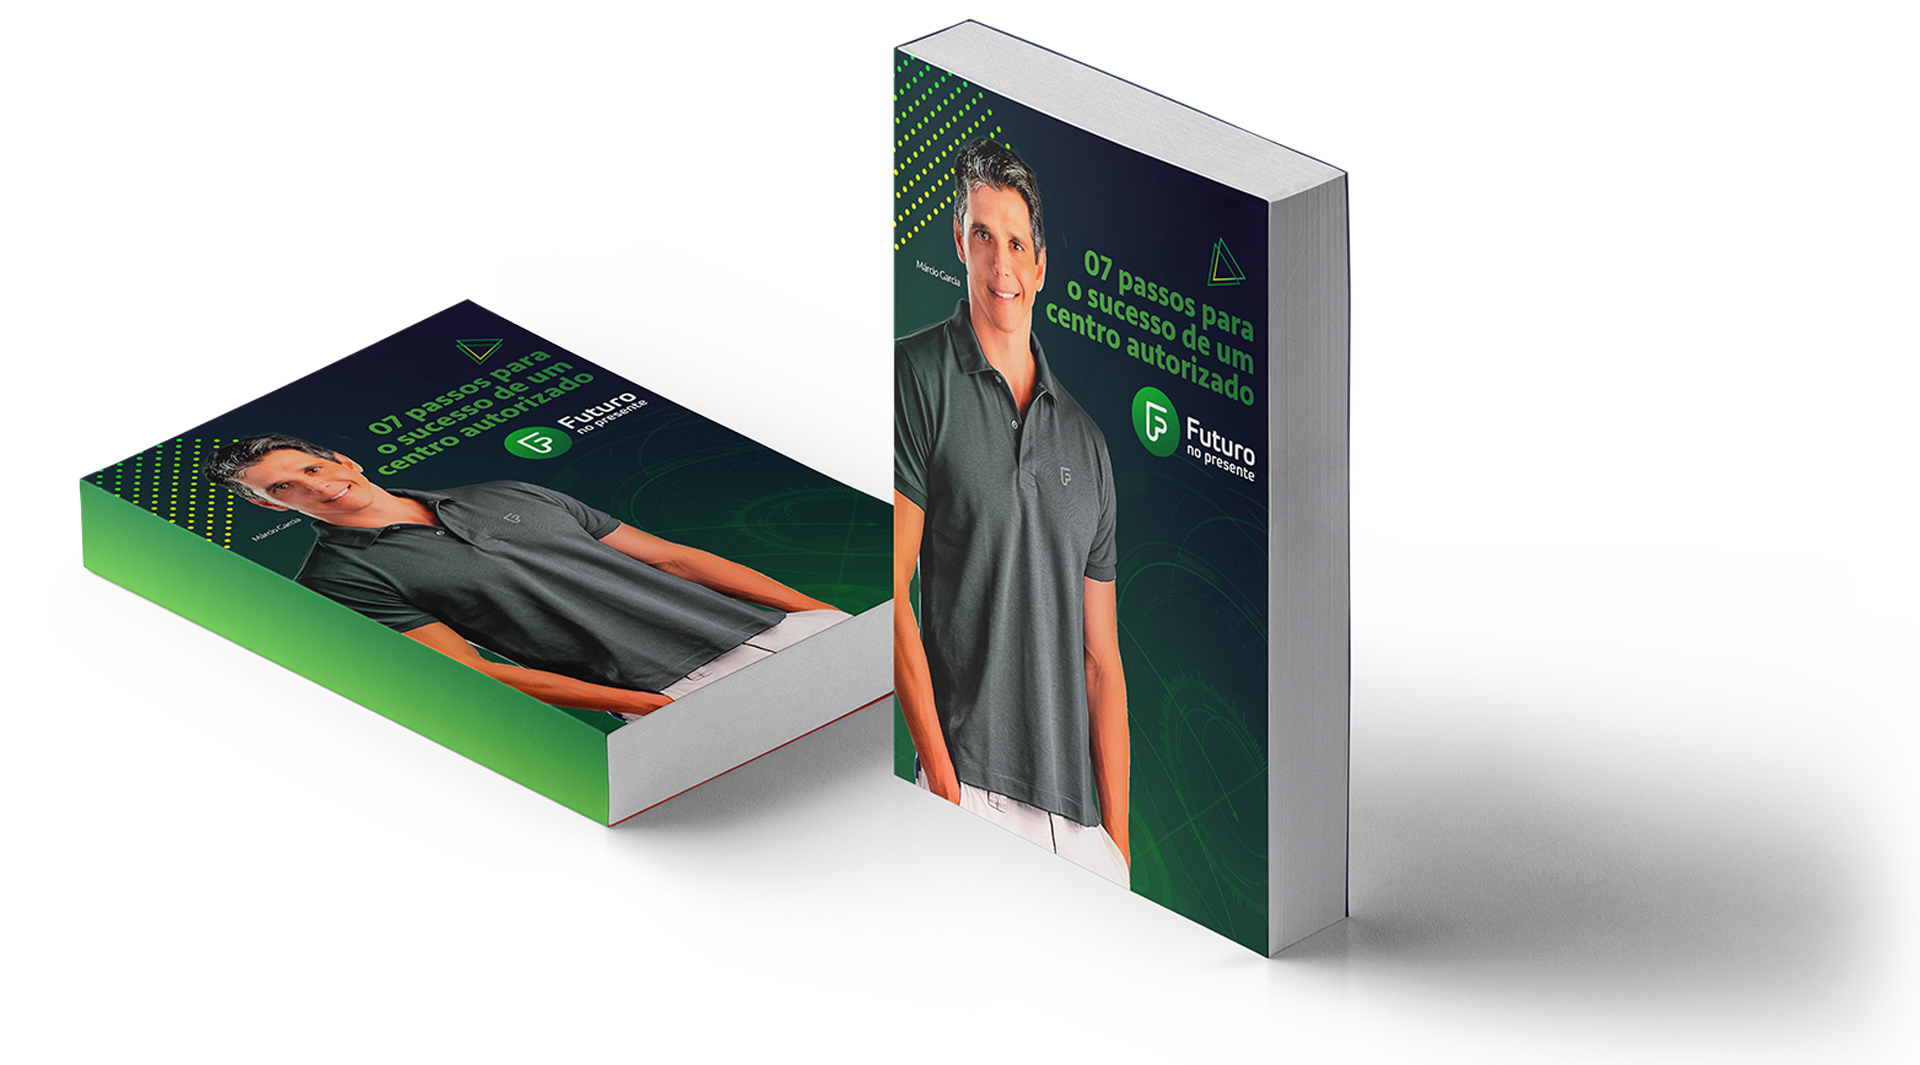 07 passos para
o sucesso de um
centro autorizado
Futuro
no presente
Márcio Garcia
Márcio Garcia
07 passos para
o sucesso de um
centro autorizado
Futuro
no presente